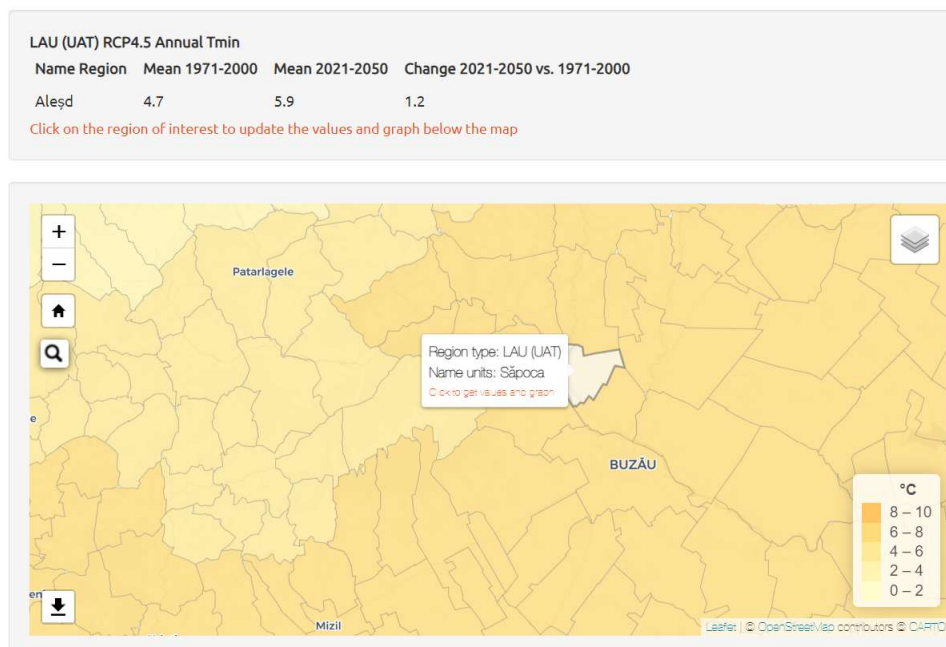 LAU (UAT) RCP4.5 Annual Tmin
Name Region Mean 1971-2000 Mean 2021-2050 Change 2021-2050 vs. 1971-2000
Aleșd 4.7 5.9 1.2
Click on the region of interest to update the values and graph below the map
+
−
Patarlagele
Region type: LAU (UAT)
Name units: Săpoca
Click to get values and graph
e
BUZĂU
°C
8 – 10
6 – 8
4 – 6
2 – 4
0 – 2
en
Mizil
Leaflet | © OpenStreetMap contributors © CARTO